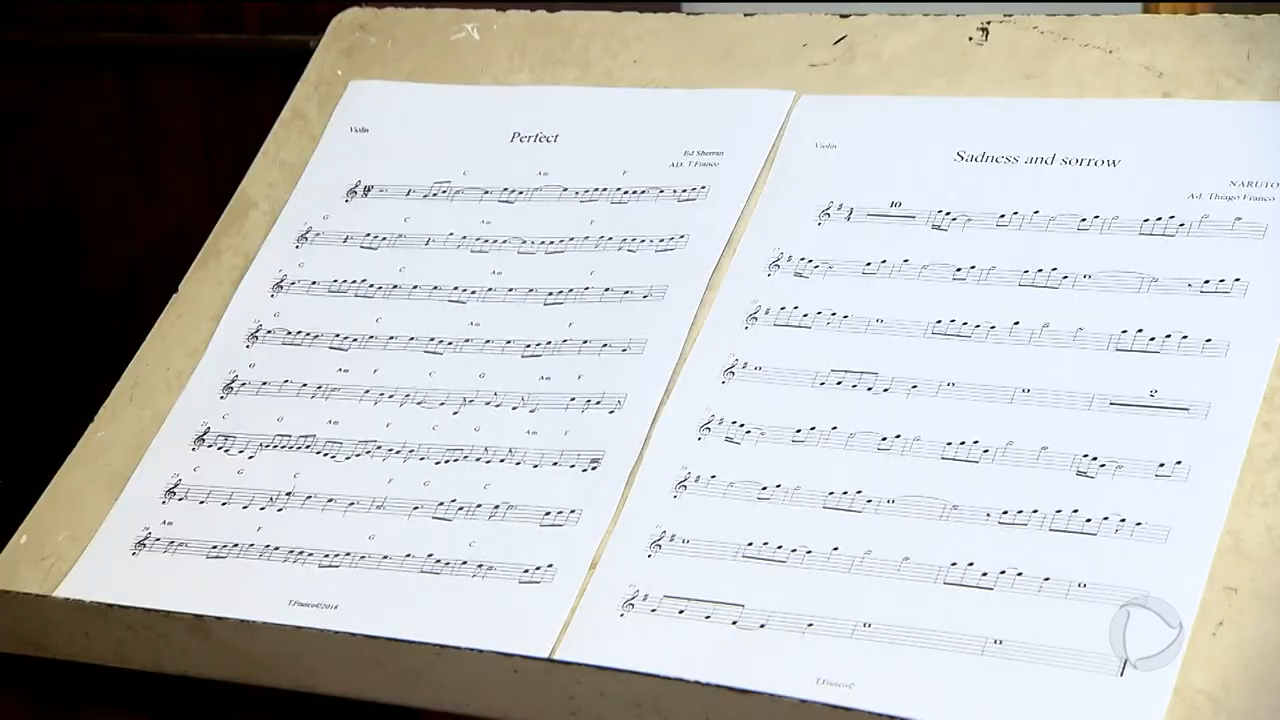 Violin
Perfect
Ed Sheeran
AD. T.Franco
C Am F
G C Am F
G C Am F
G C Am F
G Am F C G Am F
C G Am F C G Am F
C G C F G C
Am F G C
T.Franco©2018
Violin
Sadness and sorrow
NARUTO
Ad. Thiago Franco
10
2
T.Franco©